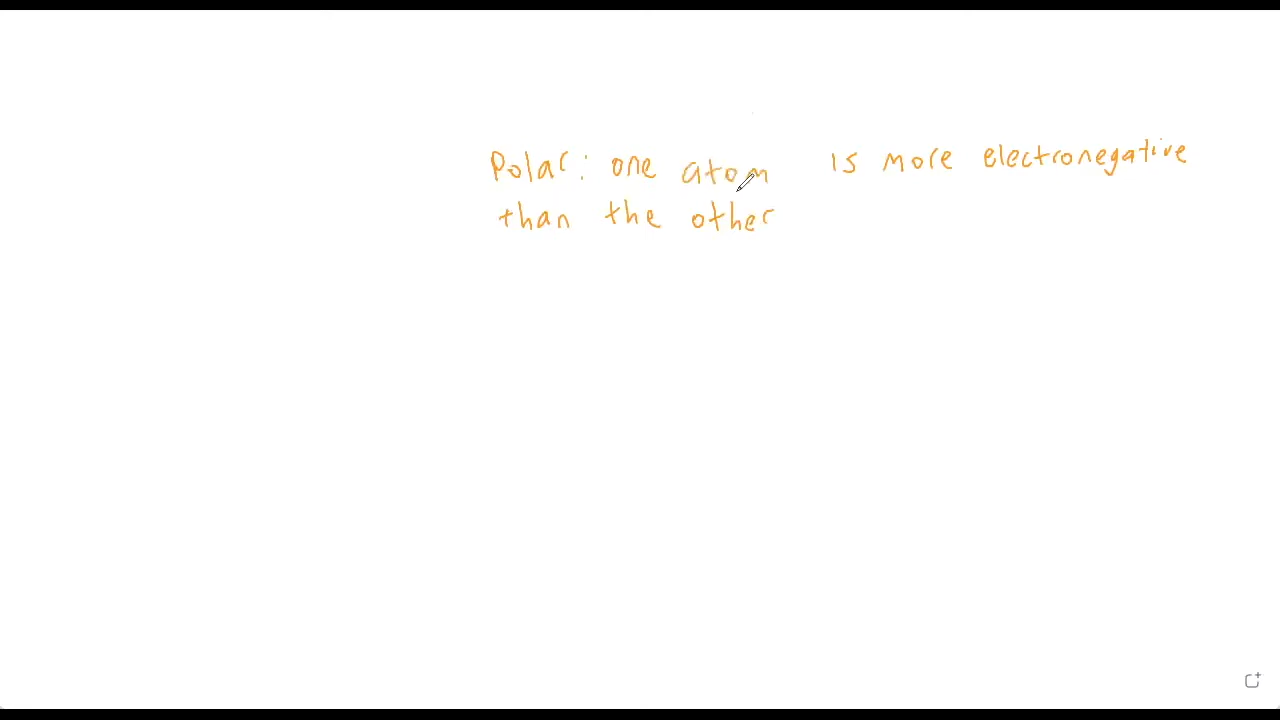 Polar: one atom is more electronegative
than the other